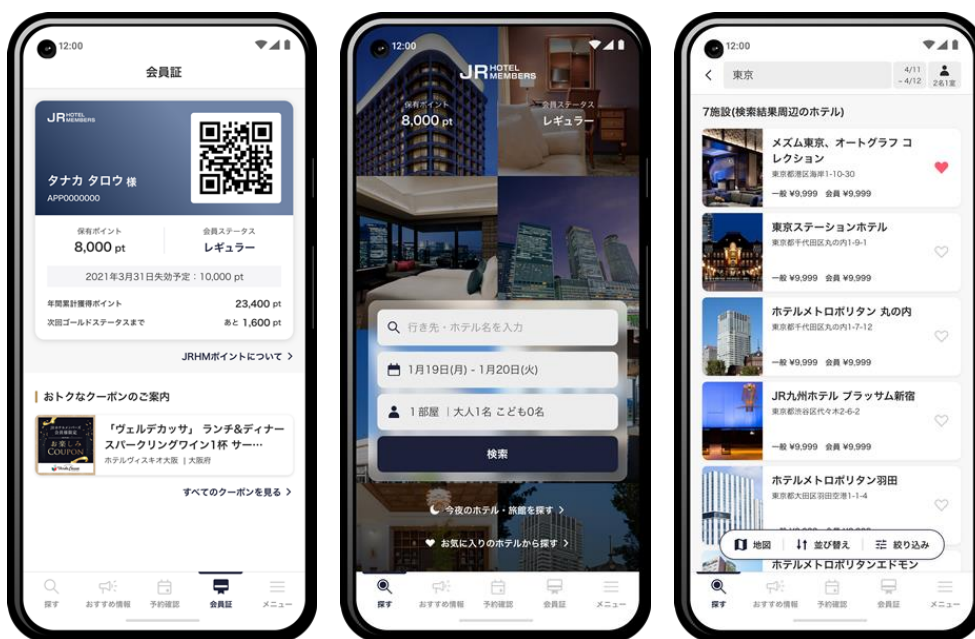 12:00
会員証
JR HOTEL MEMBERS
タナカ タロウ 様
APP0000000
保有ポイント
8,000 pt
会員ステータス
レギュラー
2021年3月31日失効予定：10,000 pt
年間累計獲得ポイント 23,400 pt
次回ゴールドステータスまで あと 1,600 pt
JRHMポイントについて
おトクなクーポンのご案内
お楽しみ
COUPON
「ヴェルデカッサ」 ランチ&ディナー
スパークリングワイン1杯 サー…
ホテルヴィスキオ大阪 | 大阪府
すべてのクーポンを見る
探す
おすすめ情報
予約確認
会員証
メニュー
12:00
JR HOTEL MEMBERS
保有ポイント
8,000 pt
会員ステータス
レギュラー
行き先・ホテル名を入力
1月19日(月) - 1月20日(火)
1部屋 | 大人1名 こども0名
検索
今夜のホテル・旅館を探す
お気に入りのホテルから探す
探す
おすすめ情報
予約確認
会員証
メニュー
12:00
東京
4/11
- 4/12
2名1室
7施設(検索結果周辺のホテル)
メズム東京、オートグラフ コ
レクション
東京都港区海岸1-10-30
一般 ¥9,999 会員 ¥9,999
東京ステーションホテル
東京都千代田区丸の内1-9-1
一般 ¥9,999 会員 ¥9,999
ホテルメトロポリタン 丸の内
東京都千代田区丸の内1-7-12
一般 ¥9,999 会員 ¥9,999
JR九州ホテル ブラッサム新宿
東京都渋谷区代々木2-6-2
一般 ¥9,999 会員 ¥9,999
ホテルメトロポリタン羽田
東京都大田区羽田空港1-1-4
地図
並び替え
絞り込み
ホテルメトロポリタンエドモン
探す
おすすめ情報
予約確認
会員証
メニュー